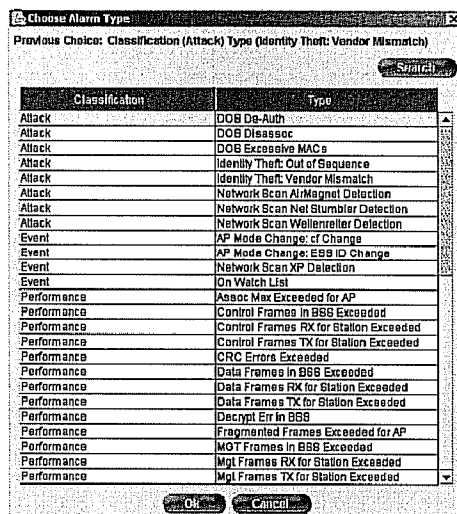 Choose Alarm Type
Previous Choice: Classification (Attack) Type (Identity Theft: Vendor Mismatch)
Search
Classification Type
Attack DOS De-Auth
Attack DOS Disassoc
Attack DOS Excessive MACs
Attack Identity Theft: Out of Sequence
Attack Identity Theft: Vendor Mismatch
Attack Network Scan AirMagnet Detection
Attack Network Scan Net Stumbler Detection
Attack Network Scan Wellenreiter Detection
Event AP Mode Change: cf Change
Event AP Mode Change: ESS ID Change
Event Network Scan XP Detection
Event On Watch List
Performance Assoc Max Exceeded for AP
Performance Control Frames in BSS Exceeded
Performance Control Frames RX for Station Exceeded
Performance Control Frames TX for Station Exceeded
Performance CRC Errors Exceeded
Performance Data Frames in BSS Exceeded
Performance Data Frames RX for Station Exceeded
Performance Data Frames TX for Station Exceeded
Performance Decrypt Err in BSS
Performance Fragmented Frames Exceeded for AP
Performance MGT Frames in BSS Exceeded
Performance Mgt Frames RX for Station Exceeded
Performance Mgt Frames TX for Station Exceeded
Ok Cancel